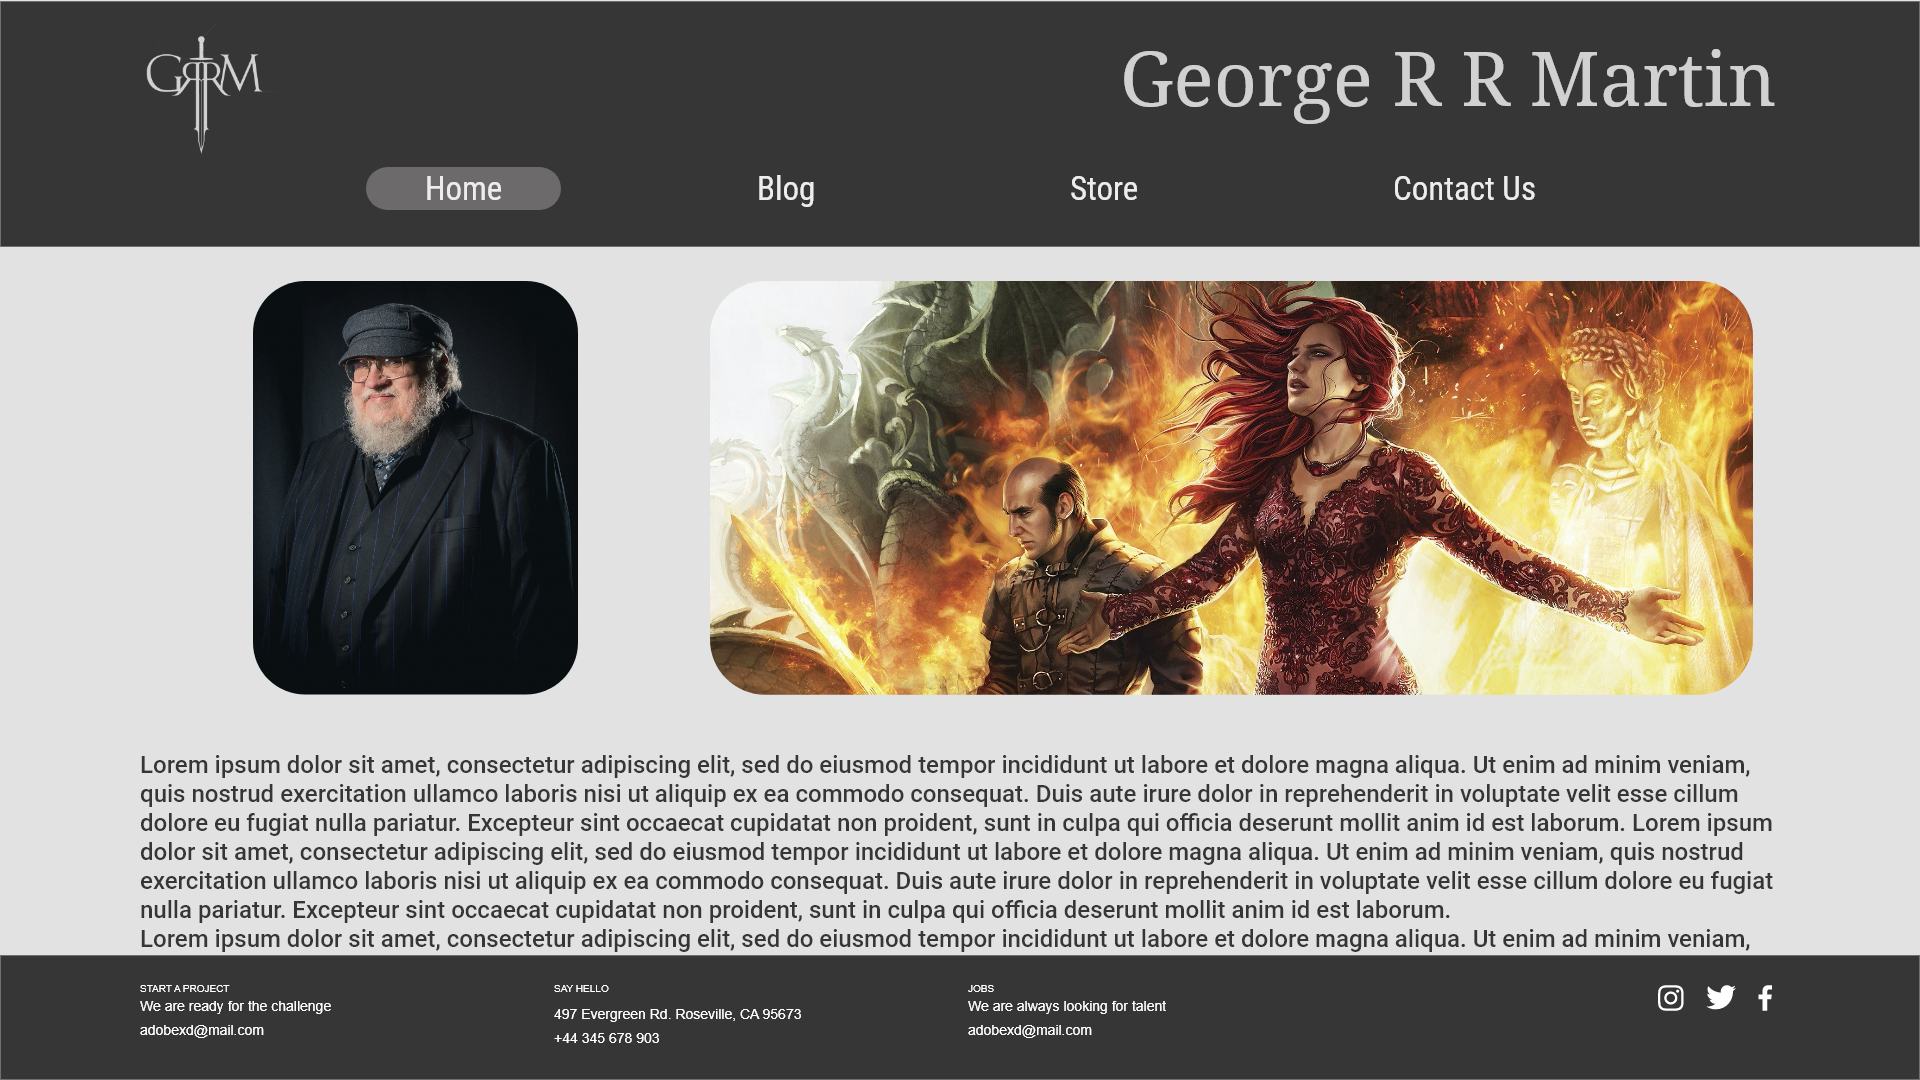 GRRM
George R R Martin
Home
Blog
Store
Contact Us
Lorem ipsum dolor sit amet, consectetur adipiscing elit, sed do eiusmod tempor incididunt ut labore et dolore magna aliqua. Ut enim ad minim veniam,
quis nostrud exercitation ullamco laboris nisi ut aliquip ex ea commodo consequat. Duis aute irure dolor in reprehenderit in voluptate velit esse cillum
dolore eu fugiat nulla pariatur. Excepteur sint occaecat cupidatat non proident, sunt in culpa qui officia deserunt mollit anim id est laborum. Lorem ipsum
dolor sit amet, consectetur adipiscing elit, sed do eiusmod tempor incididunt ut labore et dolore magna aliqua. Ut enim ad minim veniam, quis nostrud
exercitation ullamco laboris nisi ut aliquip ex ea commodo consequat. Duis aute irure dolor in reprehenderit in voluptate velit esse cillum dolore eu fugiat
nulla pariatur. Excepteur sint occaecat cupidatat non proident, sunt in culpa qui officia deserunt mollit anim id est laborum.
Lorem ipsum dolor sit amet, consectetur adipiscing elit, sed do eiusmod tempor incididunt ut labore et dolore magna aliqua. Ut enim ad minim veniam,
START A PROJECT
We are ready for the challenge
adobexd@mail.com
SAY HELLO
497 Evergreen Rd. Roseville, CA 95673
+44 345 678 903
JOBS
We are always looking for talent
adobexd@mail.com